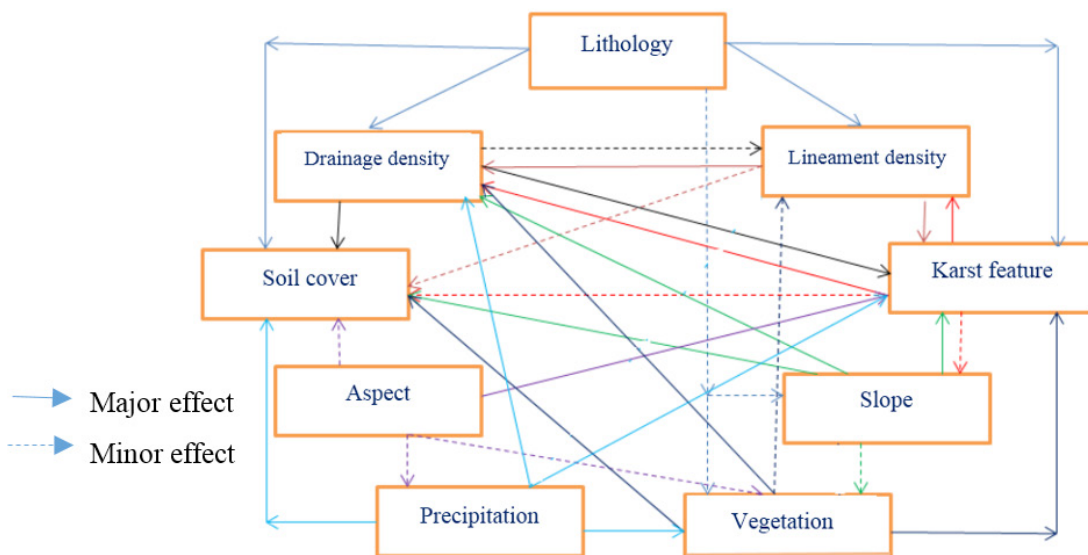 Lithology
Drainage density
Lineament density
Soil cover
Karst feature
Aspect
Slope
Major effect
Minor effect
Precipitation
Vegetation